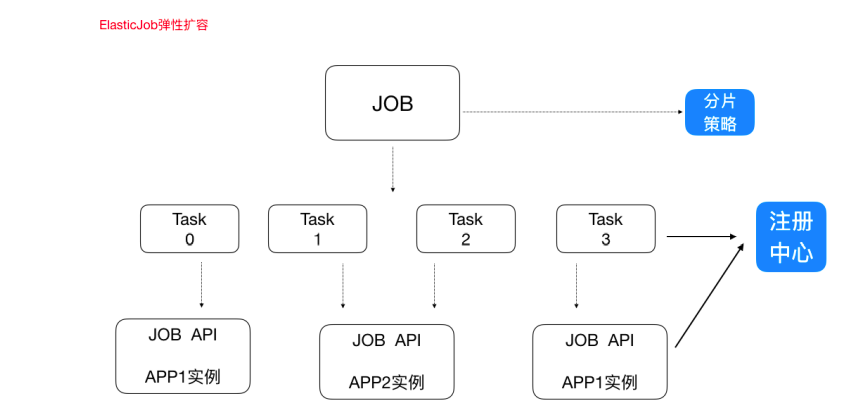 ElasticJob弹性扩容
JOB
分片
策略
Task
0
Task
1
Task
2
Task
3
注册
中心
JOB API
APP1实例
JOB API
APP2实例
JOB API
APP1实例